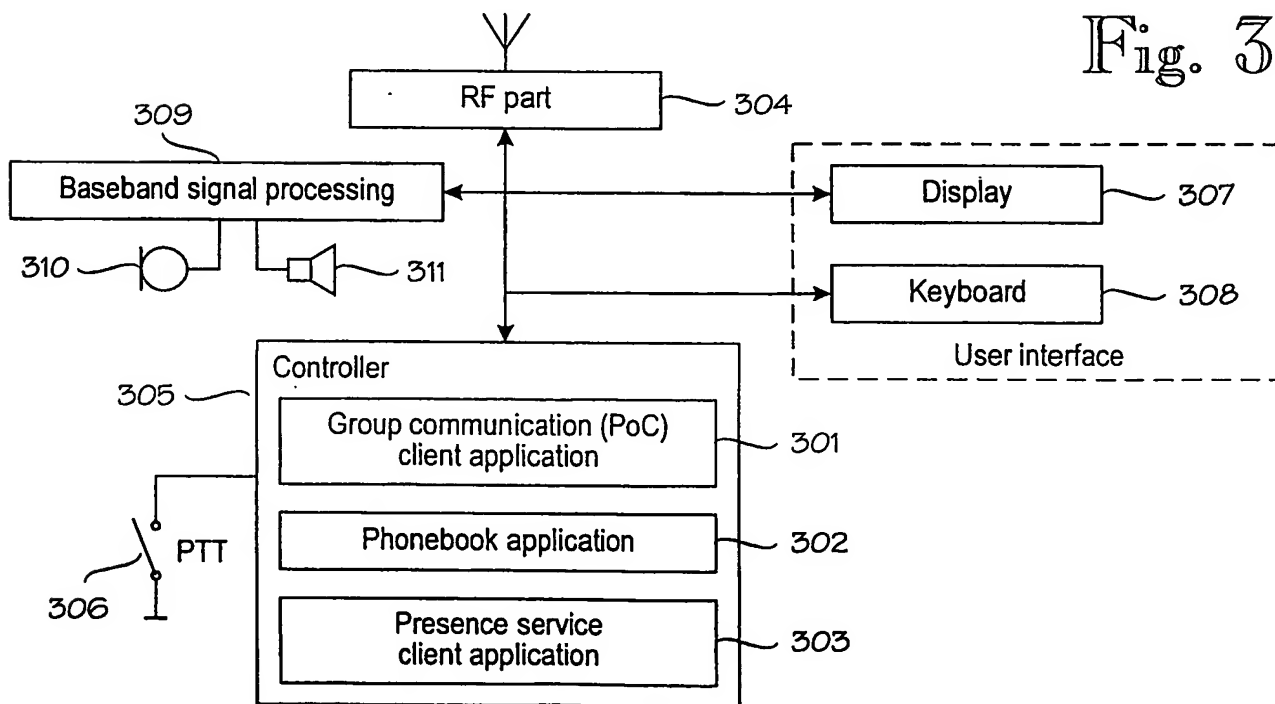 Fig. 3
RF part
304
309
Baseband signal processing
Display
307
310
311
Keyboard
308
User interface
Controller
305
Group communication (PoC)
client application
301
PTT
306
Phonebook application
302
Presence service
client application
303